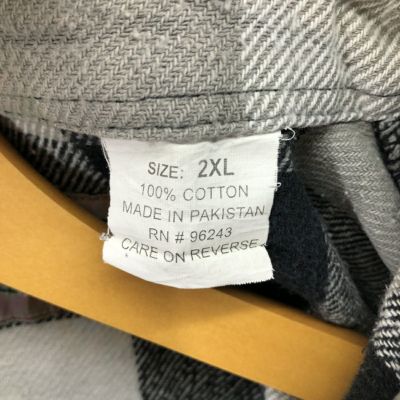 SIZE: 2XL
100% COTTON
MADE IN PAKISTAN
RN # 96243
CARE ON REVERSE